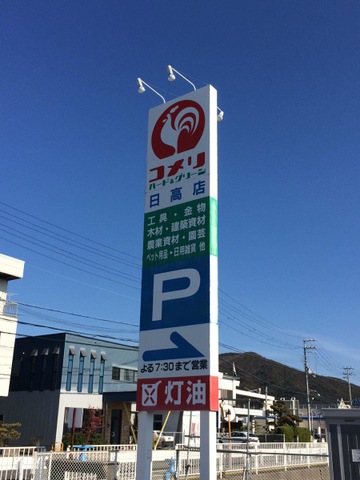 コメリ
ハード&グリーン
日高店
工具・金物
木材・建築資材
農業資材・園芸
ペット用品・日用雑貨 他
P
よる7:30まで営業
灯油